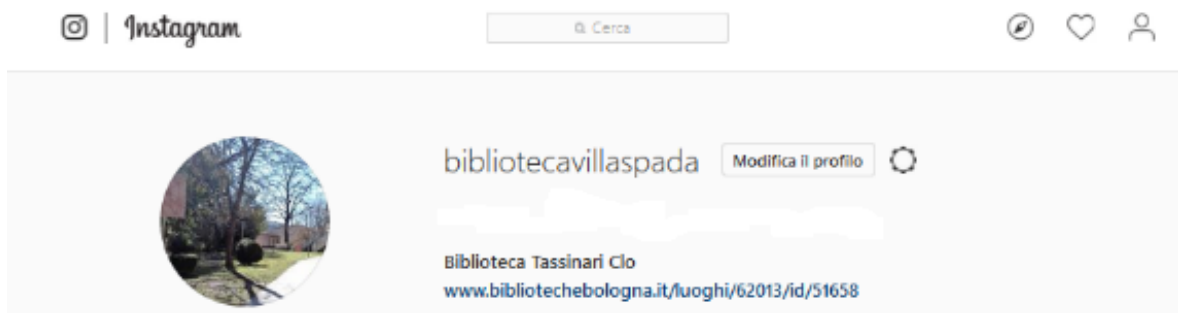 Instagram
Cerca
bibliotecavillaspada Modifica il profilo
Biblioteca Tassinari Clo
www.bibliotechebologna.it/luoghi/62013/id/51658